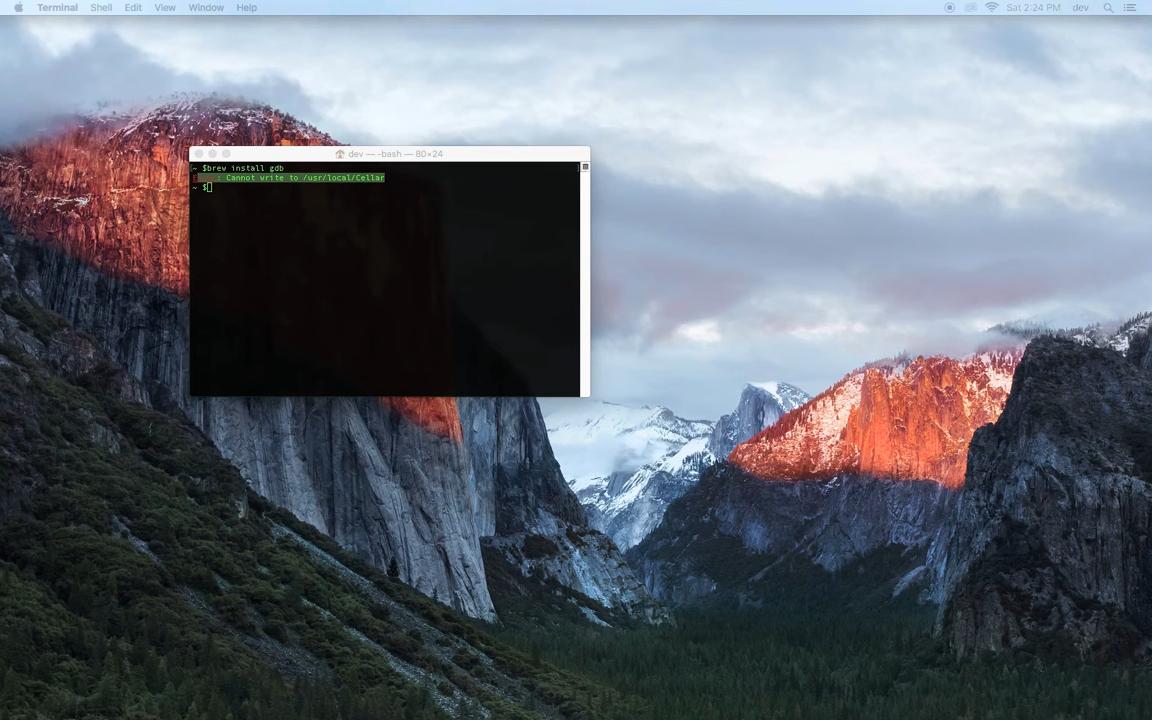 Terminal Shell Edit View Window Help Sat 2:24 PM dev
dev — -bash — 80×24
~ $brew install gdb
: Cannot write to /usr/local/Cellar
~ $